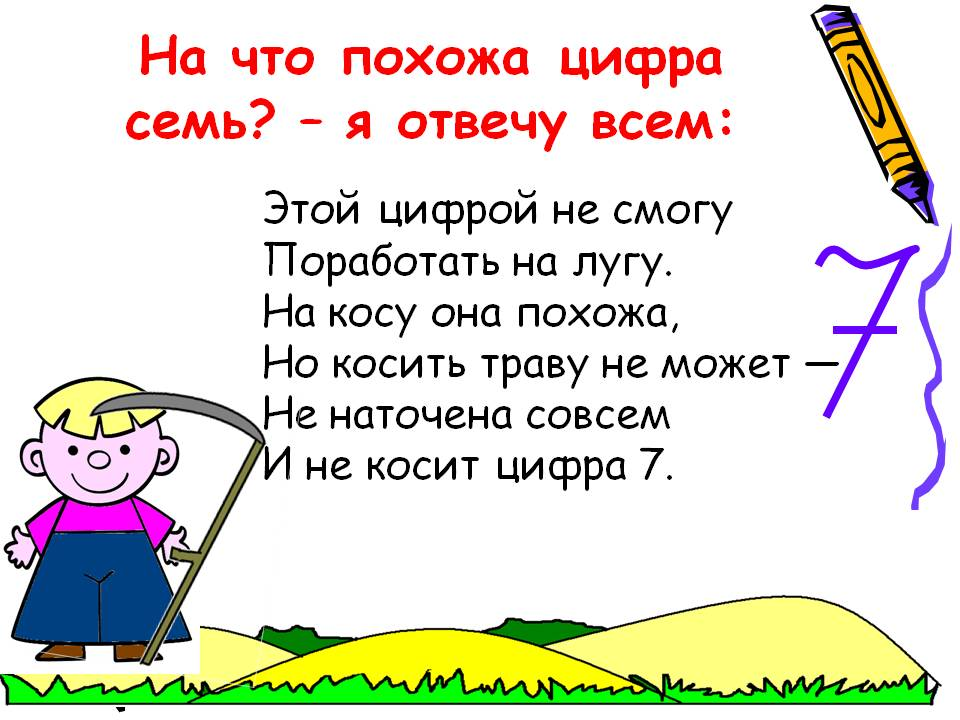 На что похожа цифра
семь? – я отвечу всем:
Этой цифрой не смогу
Поработать на лугу.
На косу она похожа,
Но косить траву не может —
Не наточена совсем
И не косит цифра 7.
7